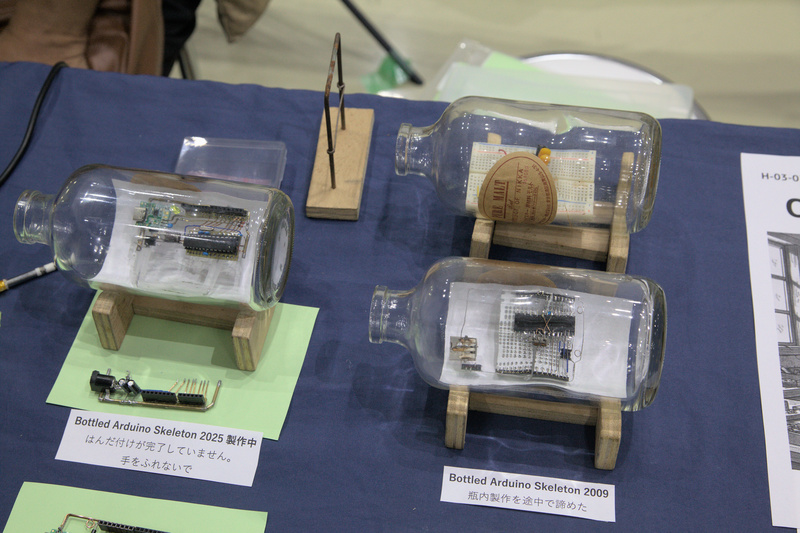 PURE MALT
H-03-0
C
Bottled Arduino Skeleton 2025 製作中
はんだ付けが完了していません。
手をふれないで
Bottled Arduino Skeleton 2009
瓶内製作を途中で諦めた